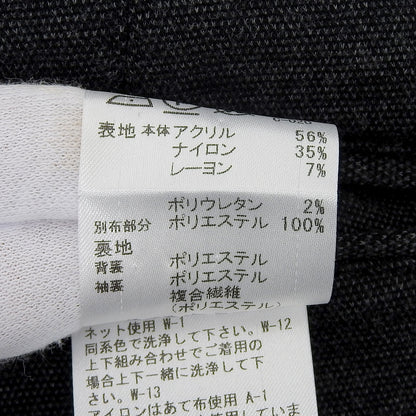 表地 本体 アクリル 56%
ナイロン 35%
レーヨン 7%
ポリウレタン 2%
別布部分 ポリエステル 100%
裏地
背裏 ポリエステル
袖裏 ポリエステル
複合繊維
(ポリエステル)
ネット使用 W-1
同系色で洗浄して下さい。W-12
上下組み合わせでご着用の
場合上下一緒に洗浄して下
さい。W-13
アイロンはあて布使用 A-1